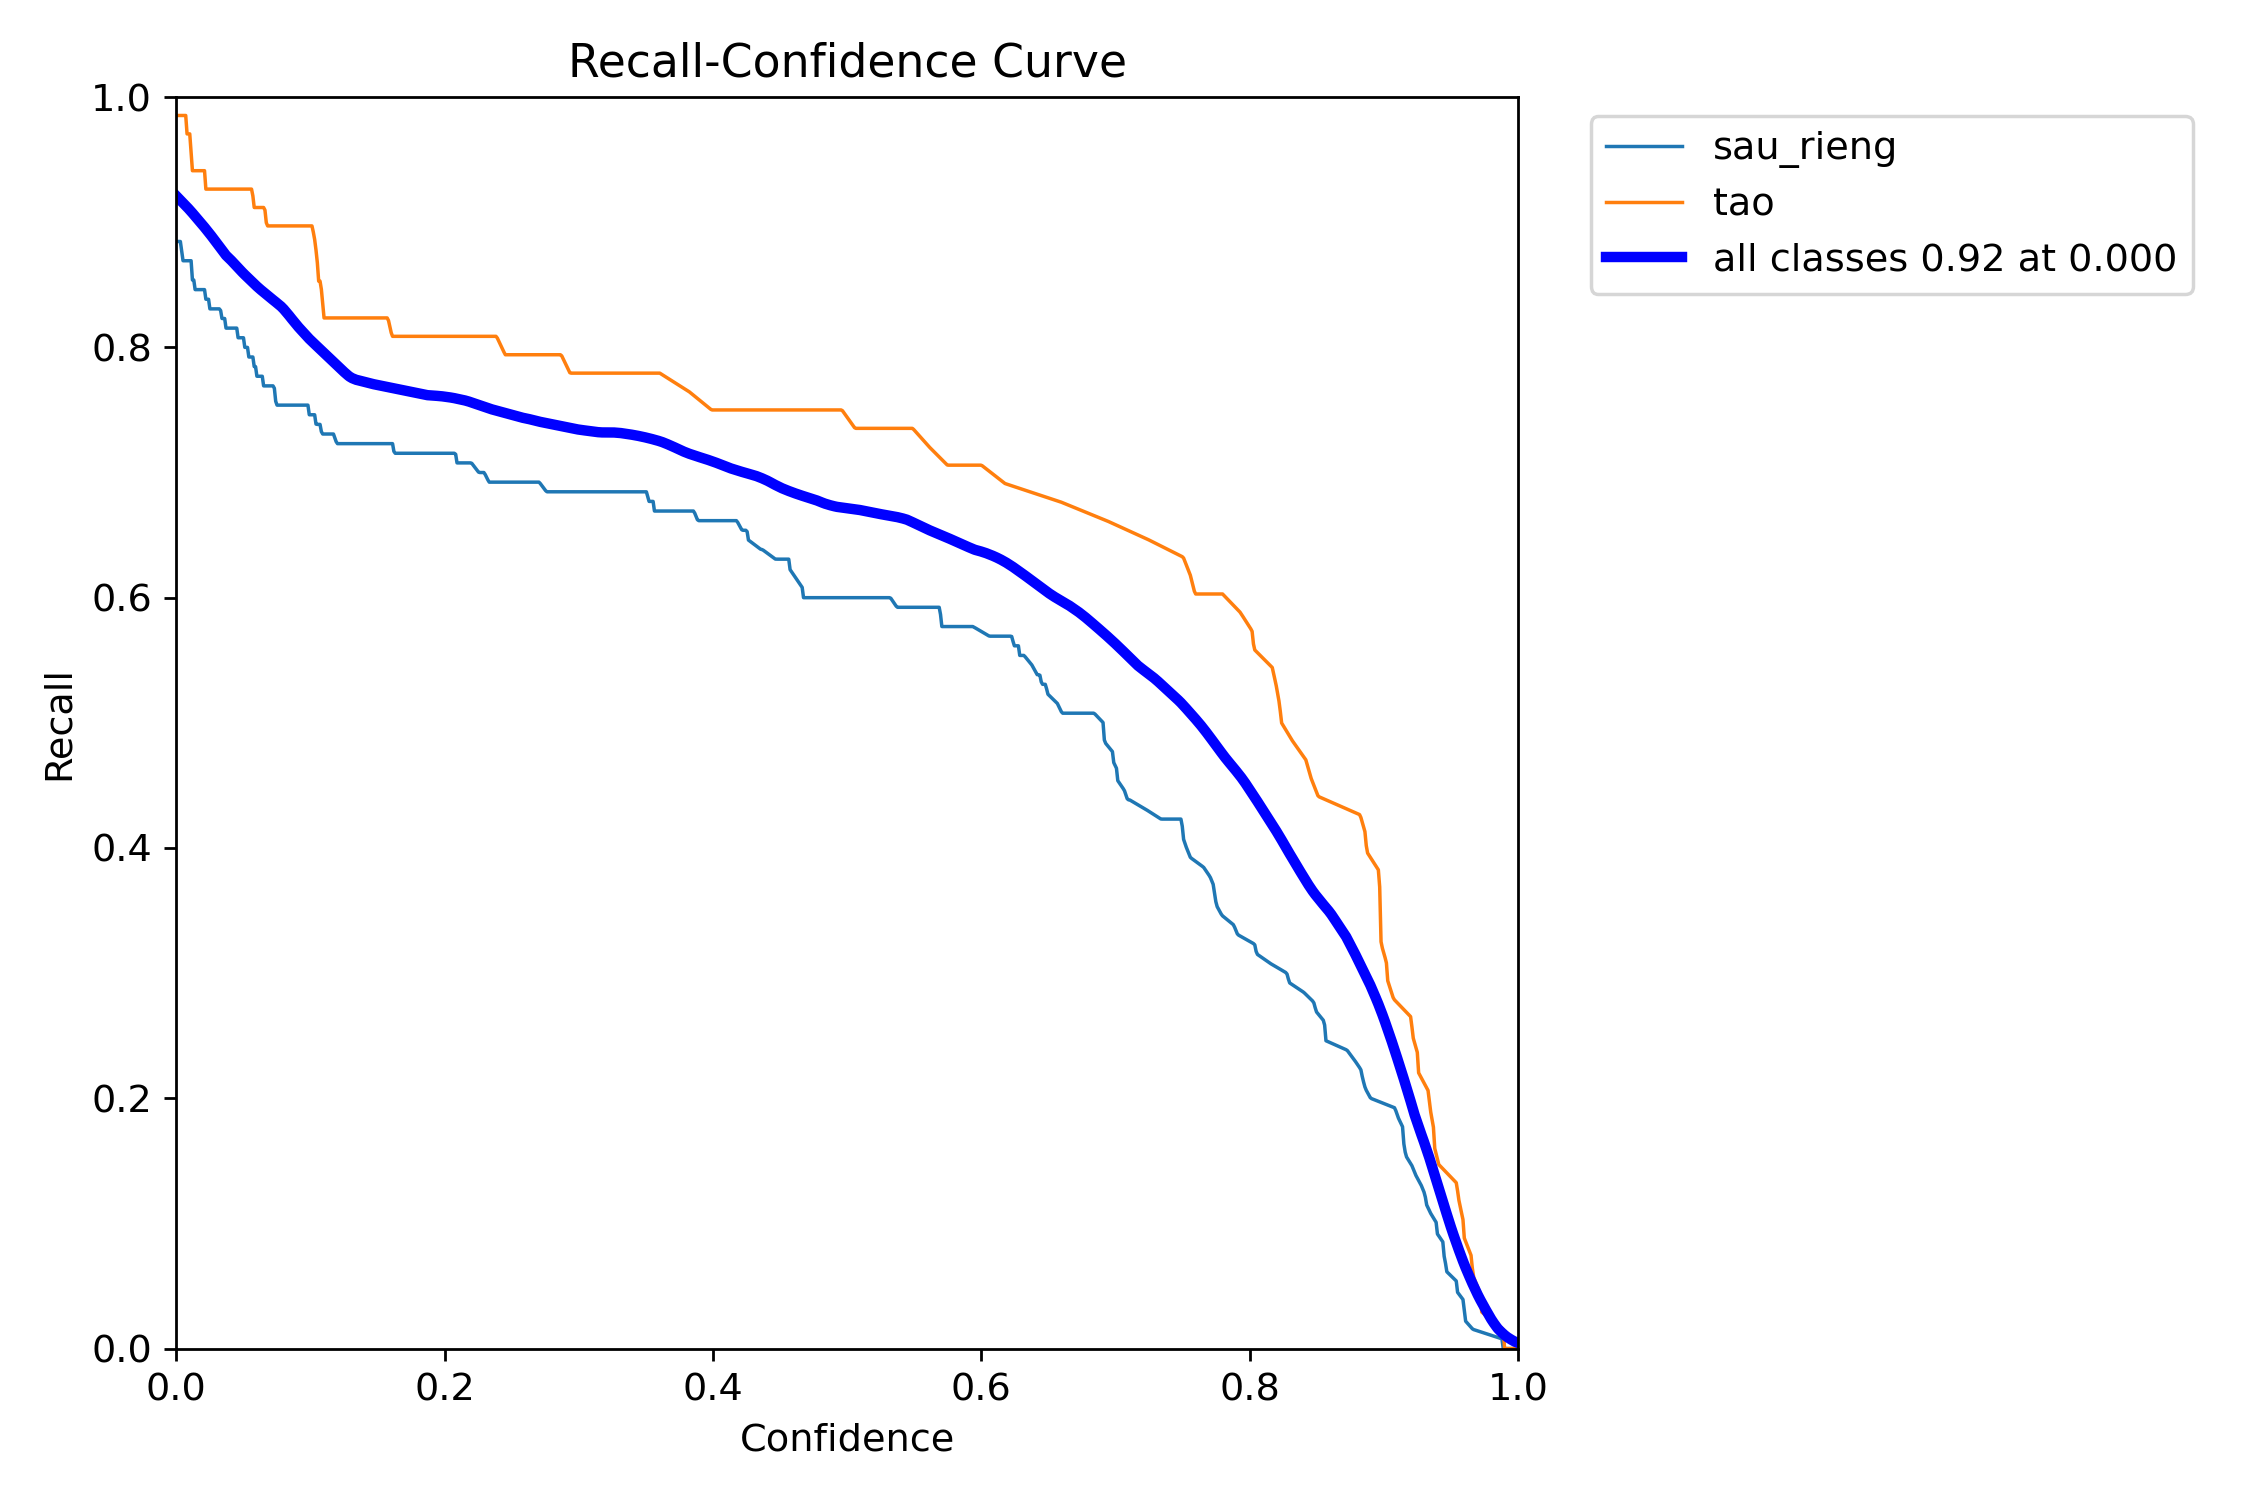 Recall-Confidence Curve
1.0
0.8
0.6
0.4
0.2
0.0
Recall
0.0 0.2 0.4 0.6 0.8 1.0
Confidence
sau_rieng
tao
all classes 0.92 at 0.000